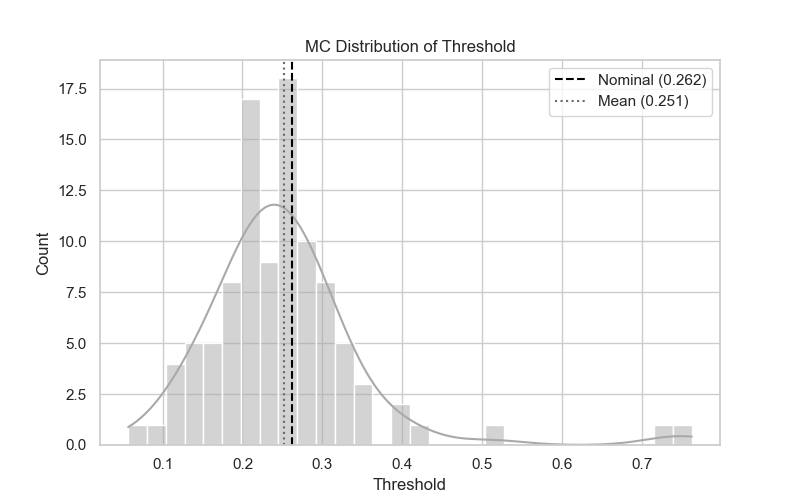 MC Distribution of Threshold
Nominal (0.262)
Mean (0.251)
Count
17.5
15.0
12.5
10.0
7.5
5.0
2.5
0.0
0.1 0.2 0.3 0.4 0.5 0.6 0.7
Threshold